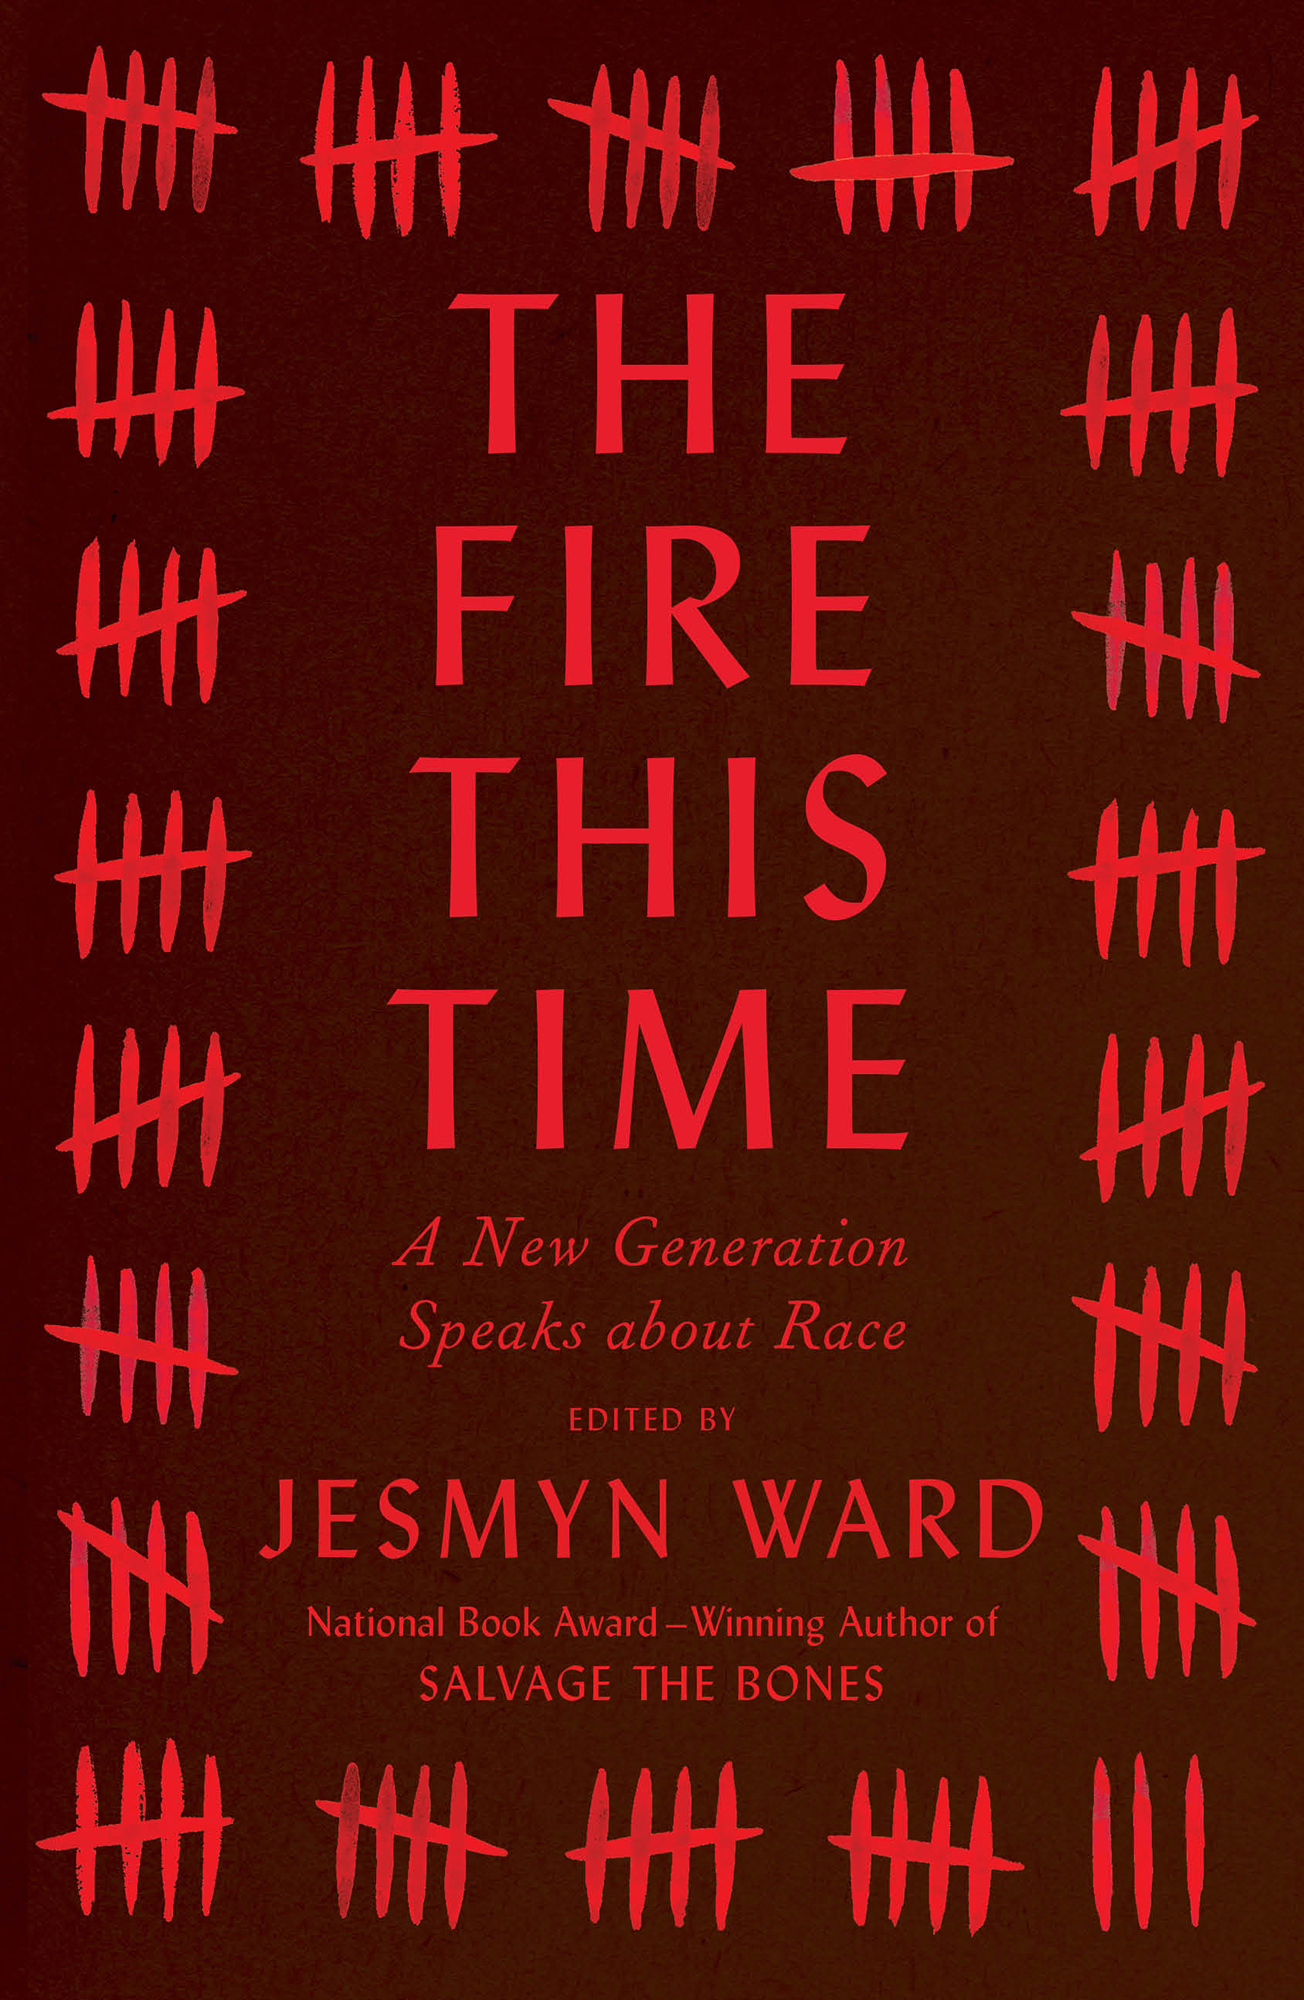 THE
FIRE
THIS
TIME
A New Generation
Speaks about Race
EDITED BY
JESMYN WARD
National Book Award–Winning Author of
SALVAGE THE BONES